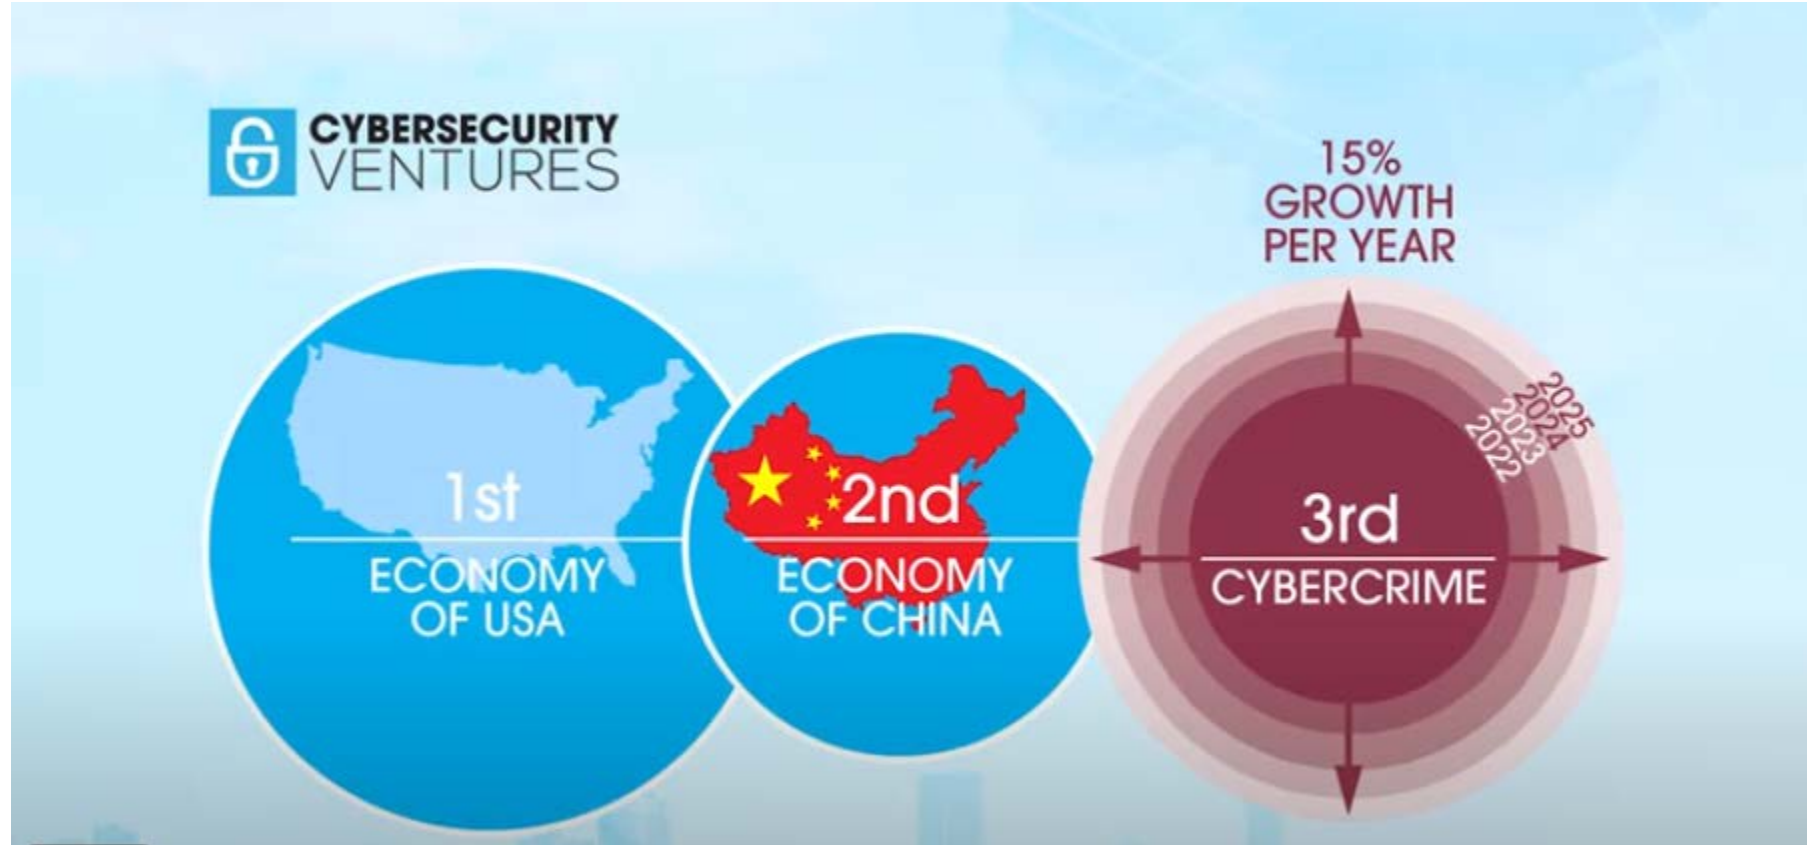 CYBERSECURITY
VENTURES
15%
GROWTH
PER YEAR
1st
ECONOMY
OF USA
2nd
ECONOMY
OF CHINA
2025
2024
2023
2022
3rd
CYBERCRIME